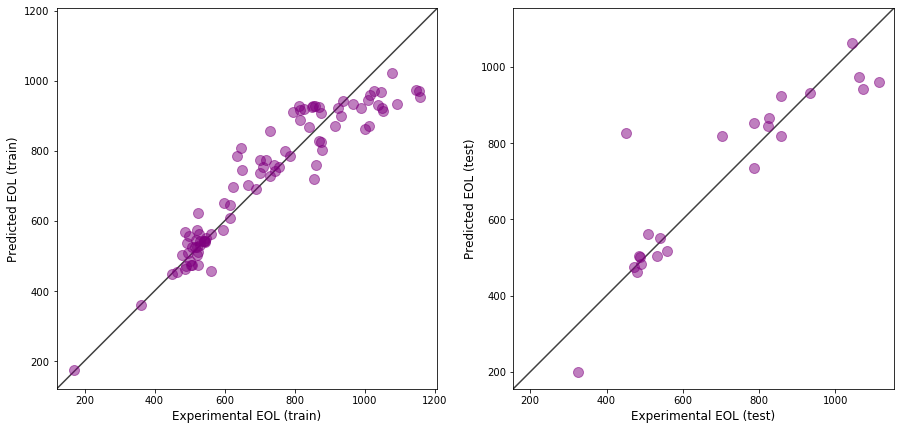 1200
1000
800
600
400
200
Predicted EOL (train)
200 400 600 800 1000 1200
Experimental EOL (train)
1000
800
600
400
200
Predicted EOL (test)
200 400 600 800 1000
Experimental EOL (test)